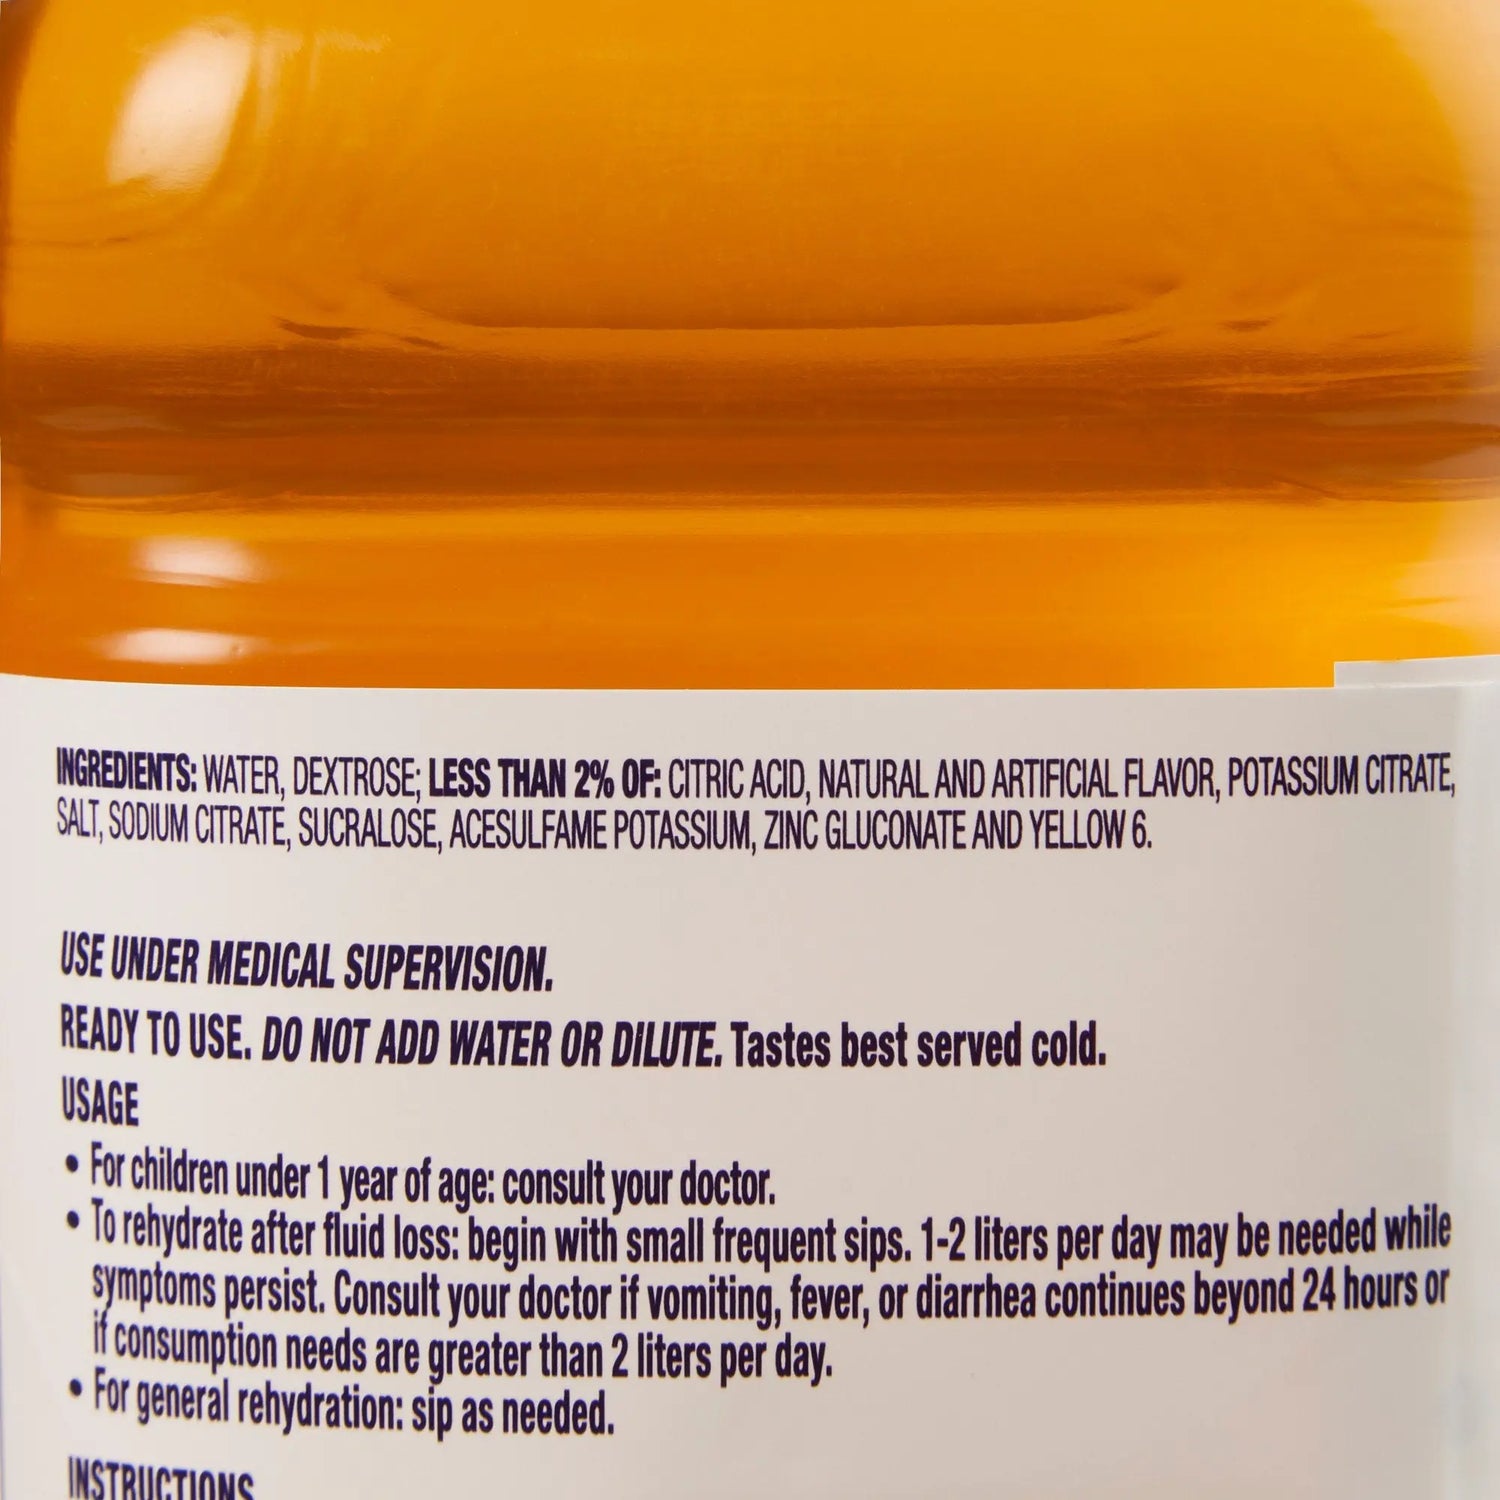 INGREDIENTS: WATER, DEXTROSE; LESS THAN 2% OF: CITRIC ACID, NATURAL AND ARTIFICIAL FLAVOR, POTASSIUM CITRATE,
SALT, SODIUM CITRATE, SUCRALOSE, ACESULFAME POTASSIUM, ZINC GLUCONATE AND YELLOW 6.
USE UNDER MEDICAL SUPERVISION.
READY TO USE. DO NOT ADD WATER OR DILUTE. Tastes best served cold.
USAGE
• For children under 1 year of age: consult your doctor.
• To rehydrate after fluid loss: begin with small frequent sips. 1-2 liters per day may be needed while
symptoms persist. Consult your doctor if vomiting, fever, or diarrhea continues beyond 24 hours or
if consumption needs are greater than 2 liters per day.
• For general rehydration: sip as needed.
INSTRUCTIONS